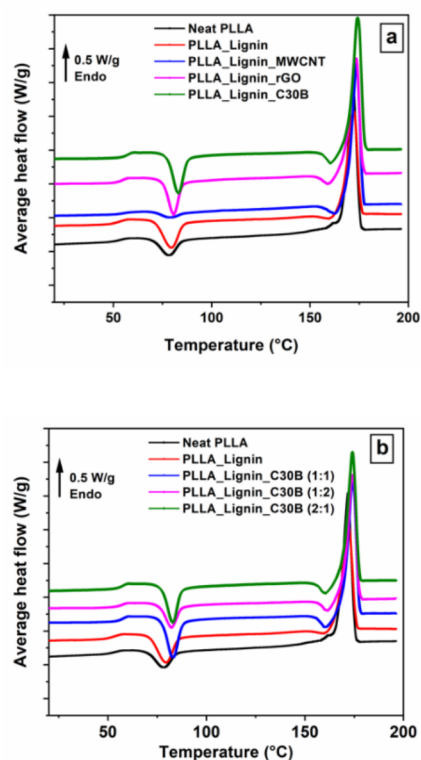 a
0.5 W/g
Endo
Neat PLLA
PLLA_Lignin
PLLA_Lignin_MWCNT
PLLA_Lignin_rGO
PLLA_Lignin_C30B
Average heat flow (W/g)
50 100 150 200
Temperature (°C)
b
0.5 W/g
Endo
Neat PLLA
PLLA_Lignin
PLLA_Lignin_C30B (1:1)
PLLA_Lignin_C30B (1:2)
PLLA_Lignin_C30B (2:1)
Average heat flow (W/g)
50 100 150 200
Temperature (°C)